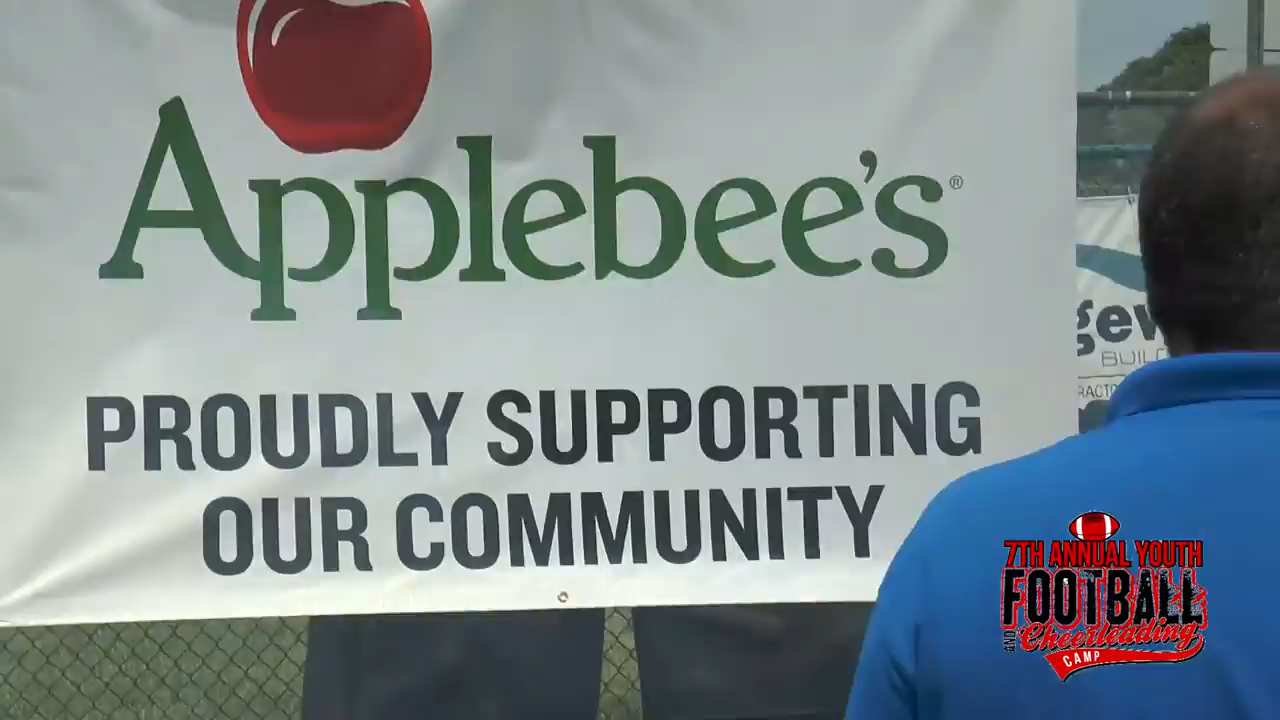 Applebee's®
PROUDLY SUPPORTING
OUR COMMUNITY
7TH ANNUAL YOUTH
FOOTBALL
AND Cheerleading
CAMP